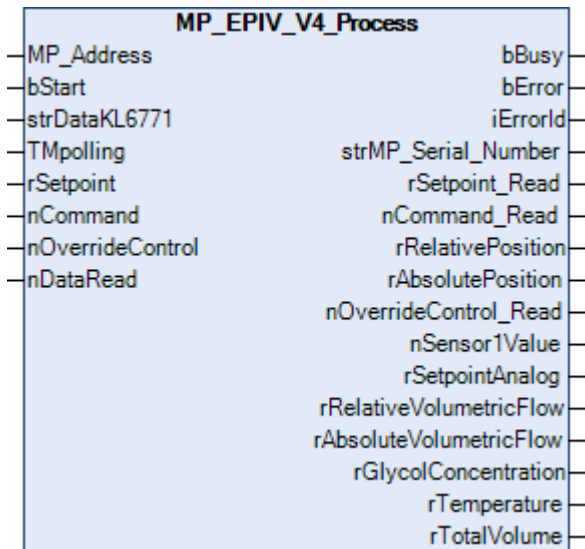 MP_EPIV_V4_Process
MP_Address bBusy
bStart bError
strDataKL6771 iErrorId
TMpolling strMP_Serial_Number
rSetpoint rSetpoint_Read
nCommand nCommand_Read
nOverrideControl rRelativePosition
nDataRead rAbsolutePosition
nOverrideControl_Read
nSensor1Value
rSetpointAnalog
rRelativeVolumetricFlow
rAbsoluteVolumetricFlow
rGlycolConcentration
rTemperature
rTotalVolume